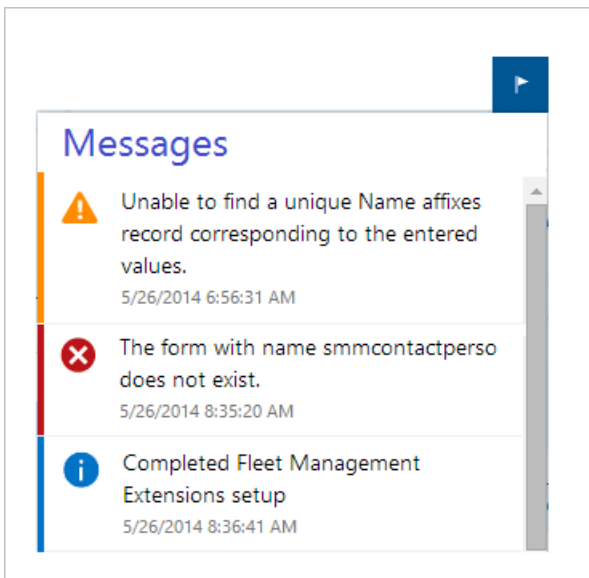 Messages
Unable to find a unique Name affixes
record corresponding to the entered
values.
5/26/2014 6:56:31 AM
The form with name smmcontactperso
does not exist.
5/26/2014 8:35:20 AM
Completed Fleet Management
Extensions setup
5/26/2014 8:36:41 AM